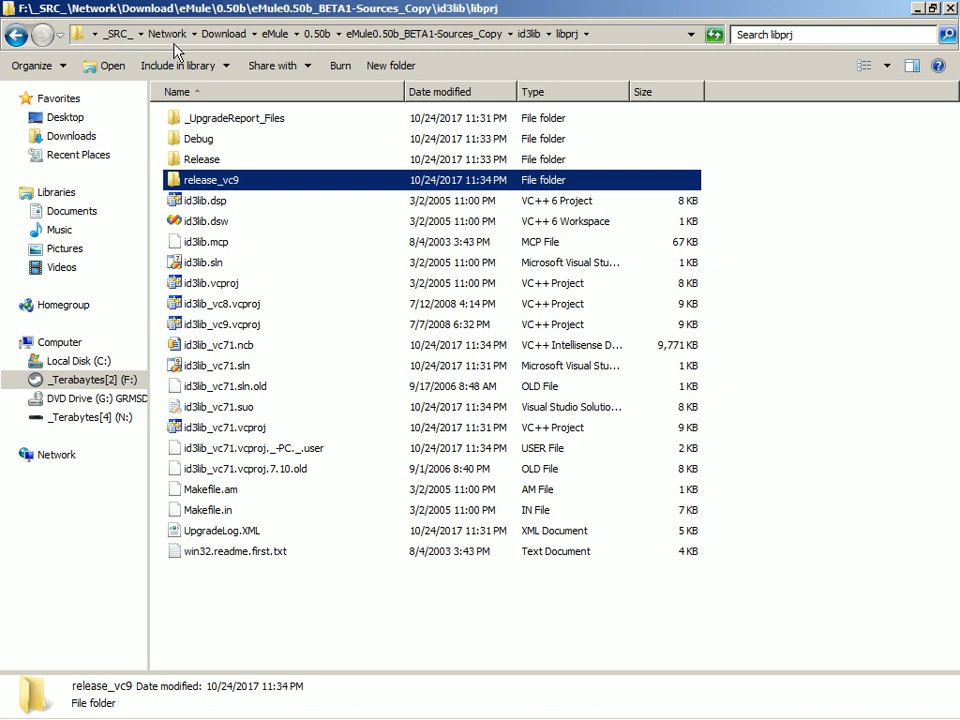 F:\_SRC_\Network\Download\eMule\0.50b\eMule0.50b_BETA1-Sources_Copy\id3lib\libprj
_SRC_ Network Download eMule 0.50b eMule0.50b_BETA1-Sources_Copy id3lib libprj Search libprj
Organize Open Include in library Share with Burn New folder
Name Date modified Type Size
Favorites
Desktop
Downloads
Recent Places
Libraries
Documents
Music
Pictures
Videos
Homegroup
Computer
Local Disk (C:)
_Terabaytes[2] (F:)
DVD Drive (G:) GRMSD
_Terabytes[4] (N:)
Network
_UpgradeReport_Files 10/24/2017 11:31 PM File folder
Debug 10/24/2017 11:33 PM File folder
Release 10/24/2017 11:33 PM File folder
release_vc9 10/24/2017 11:34 PM File folder
id3lib.dsp 3/2/2005 11:00 PM VC++ 6 Project 8 KB
id3lib.dsw 3/2/2005 11:00 PM VC++ 6 Workspace 1 KB
id3lib.mcp 8/4/2003 3:43 PM MCP File 67 KB
id3lib.sln 3/2/2005 11:00 PM Microsoft Visual Stu... 1 KB
id3lib.vcproj 3/2/2005 11:00 PM VC++ Project 8 KB
id3lib_vc8.vcproj 7/12/2008 4:14 PM VC++ Project 9 KB
id3lib_vc9.vcproj 7/7/2008 6:32 PM VC++ Project 9 KB
id3lib_vc71.ncb 10/24/2017 11:34 PM VC++ Intellisense D... 9,771 KB
id3lib_vc71.sln 10/24/2017 11:34 PM Microsoft Visual Stu... 1 KB
id3lib_vc71.sln.old 9/17/2006 8:48 AM OLD File 1 KB
id3lib_vc71.suo 10/24/2017 11:34 PM Visual Studio Solutio... 8 KB
id3lib_vc71.vcproj 10/24/2017 11:34 PM VC++ Project 9 KB
id3lib_vc71.vcproj._-PC._.user 10/24/2017 11:34 PM USER File 2 KB
id3lib_vc71.vcproj.7.10.old 9/1/2006 8:40 PM OLD File 8 KB
Makefile.am 3/2/2005 11:00 PM AM File 1 KB
Makefile.in 3/2/2005 11:00 PM IN File 7 KB
UpgradeLog.XML 10/24/2017 11:31 PM XML Document 5 KB
win32.readme.first.txt 8/4/2003 3:43 PM Text Document 4 KB
release_vc9 Date modified: 10/24/2017 11:34 PM
File folder